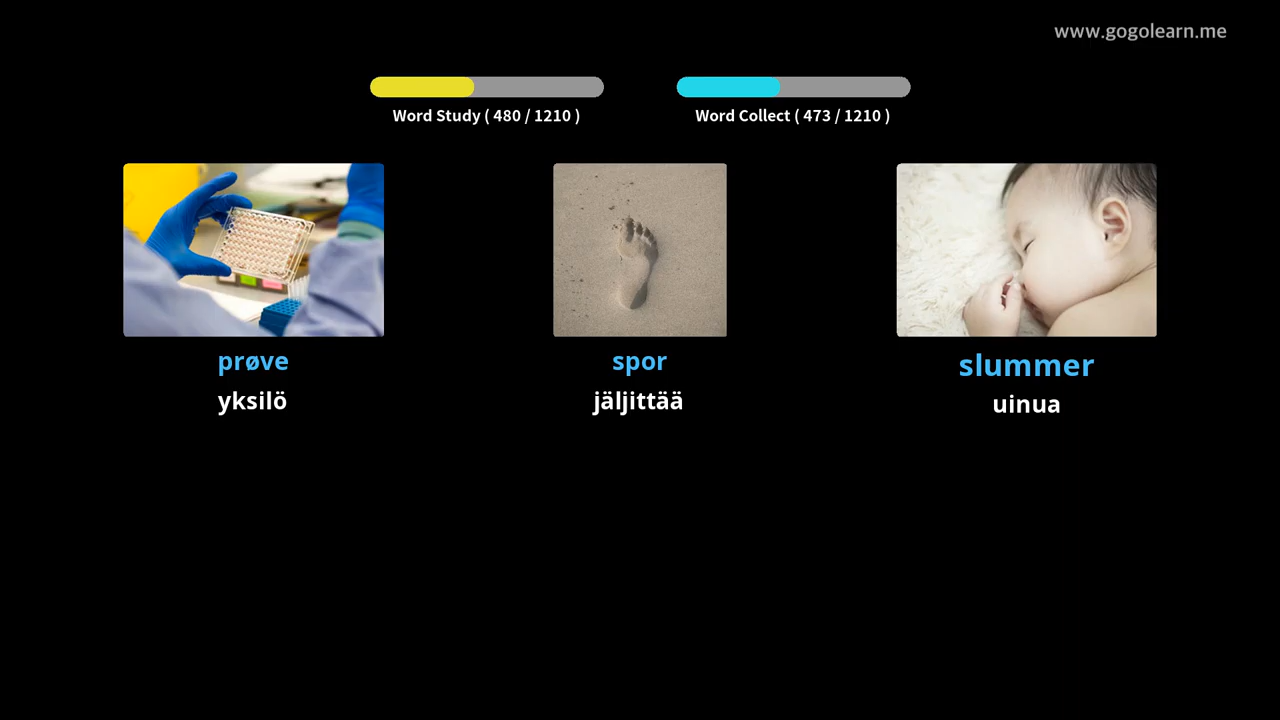 www.gogolearn.me
Word Study ( 480 / 1210 )
Word Collect ( 473 / 1210 )
prøve
spor
slummer
yksilö
jäljittää
uinua